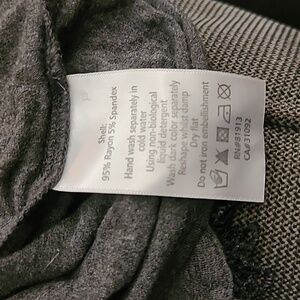 Shell:
95% Rayon 5% Spandex
Hand wash separately in
cold water
Using non-biological
liquid detergent
Wash dark color separately
Reshape whilst damp
Dry flat
Do not iron embellishment
RN#81913
CA#31092